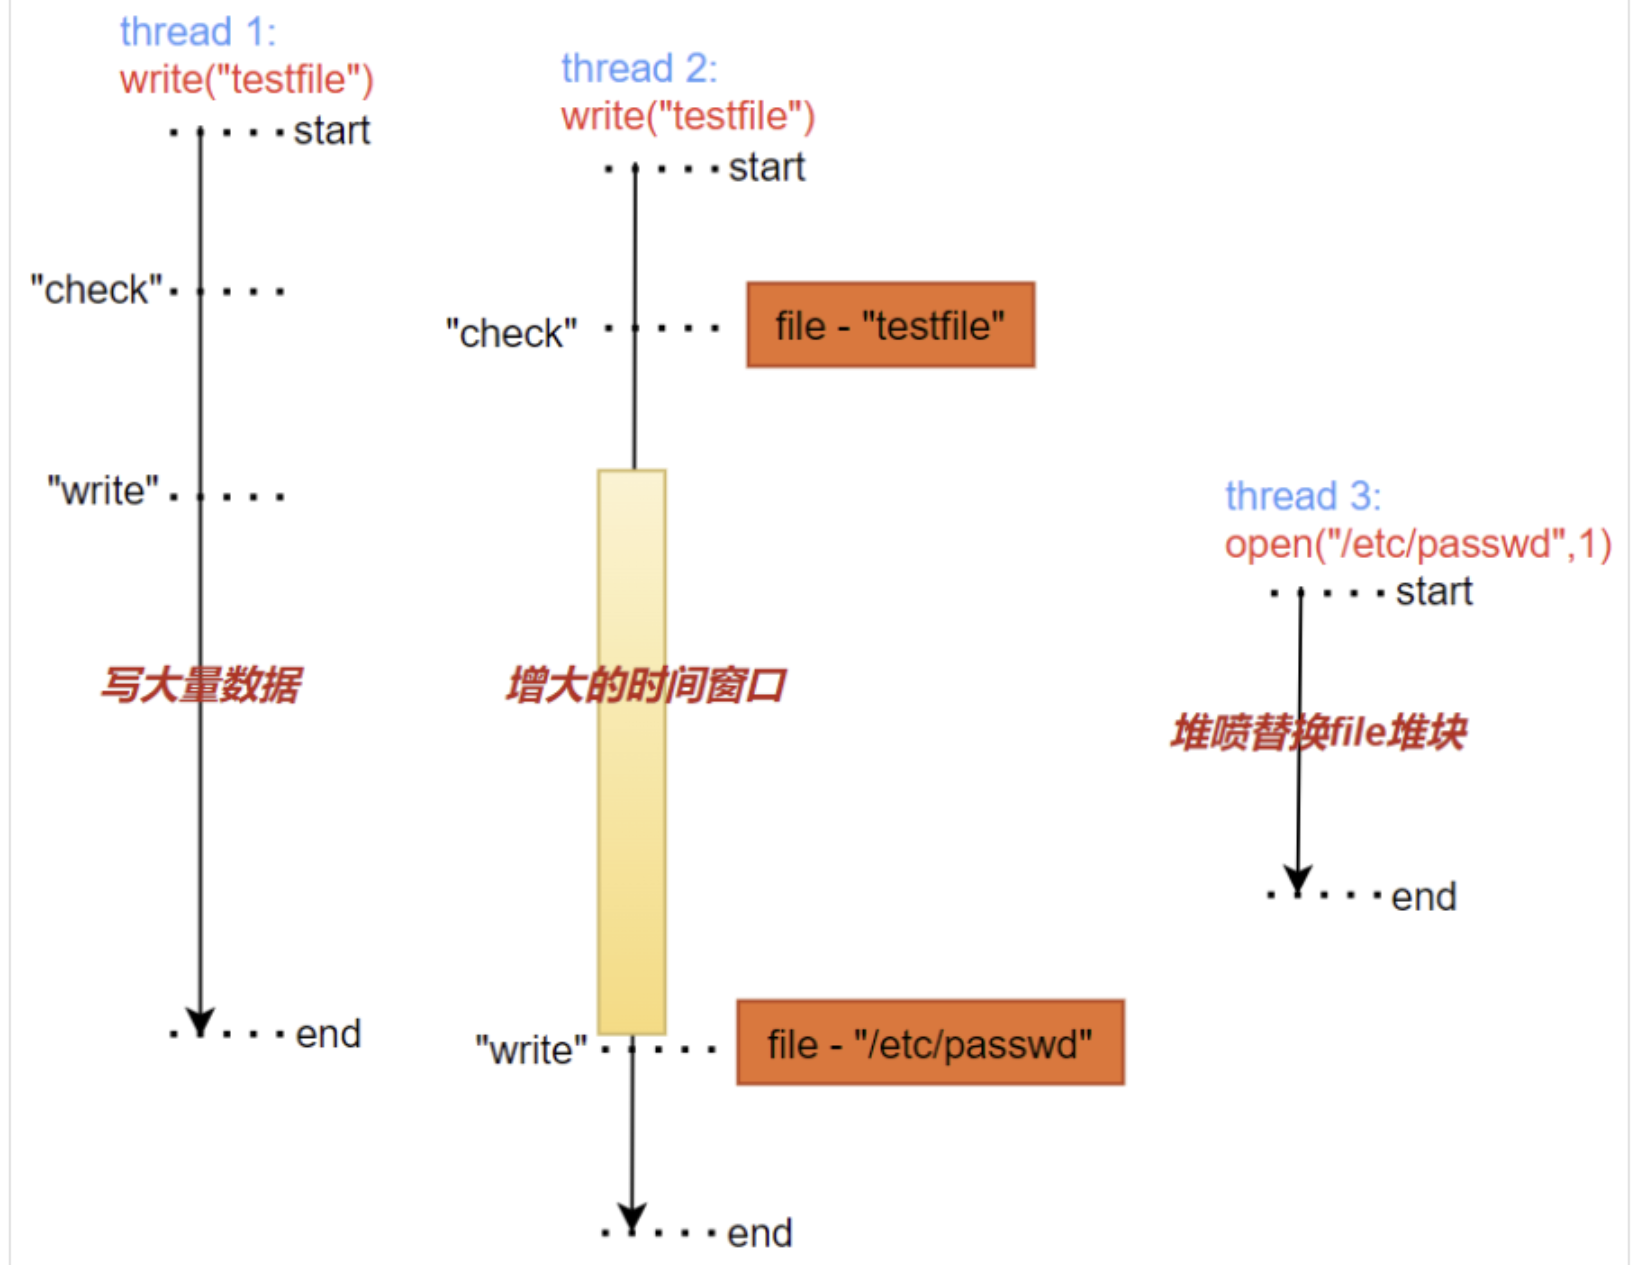 thread 1:
write("testfile")
start
"check"
"write"
写大量数据
end
thread 2:
write("testfile")
start
"check"
file - "testfile"
增大的时间窗口
"write"
file - "/etc/passwd"
end
thread 3:
open("/etc/passwd",1)
start
堆喷替换file堆块
end